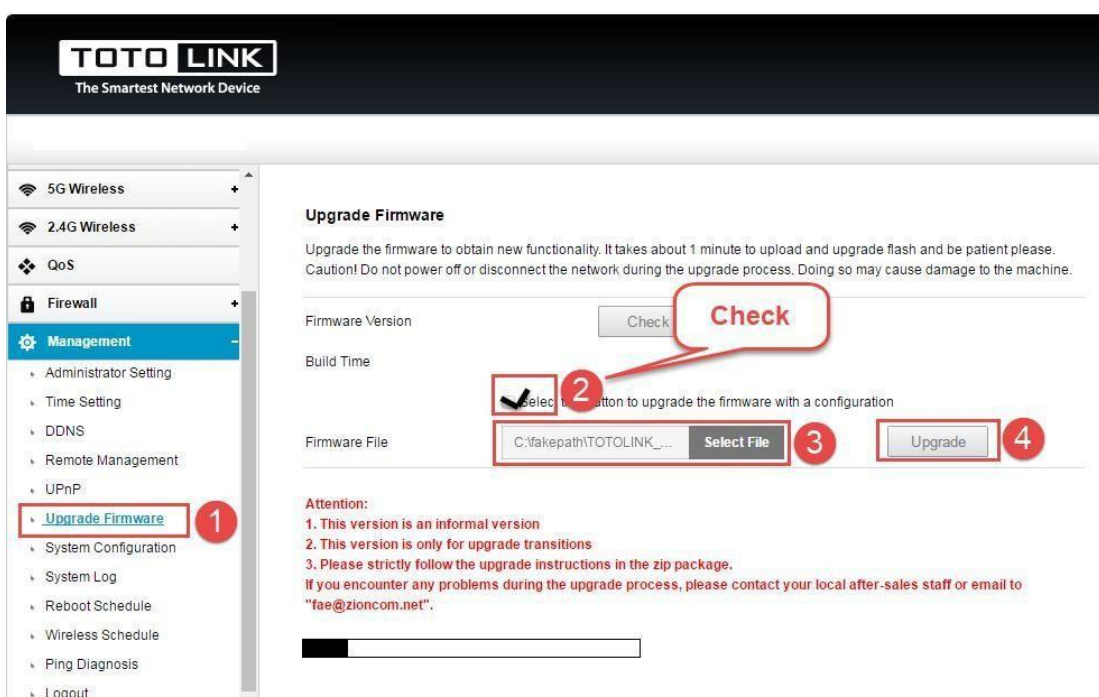 TOTO LINK
The Smartest Network Device
5G Wireless +
2.4G Wireless +
QoS
Firewall +
Management -
Administrator Setting
Time Setting
DDNS
Remote Management
UPnP
Upgrade Firmware 1
System Configuration
System Log
Reboot Schedule
Wireless Schedule
Ping Diagnosis
Logout
Upgrade Firmware
Upgrade the firmware to obtain new functionality. It takes about 1 minute to upload and upgrade flash and be patient please.
Caution! Do not power off or disconnect the network during the upgrade process. Doing so may cause damage to the machine.
Firmware Version Check Check
Build Time
2
button to upgrade the firmware with a configuration
Firmware File C:\fakepath\TOTOLINK_... Select File 3 Upgrade 4
Attention:
1. This version is an informal version
2. This version is only for upgrade transitions
3. Please strictly follow the upgrade instructions in the zip package.
If you encounter any problems during the upgrade process, please contact your local after-sales staff or email to
"fae@zioncom.net".